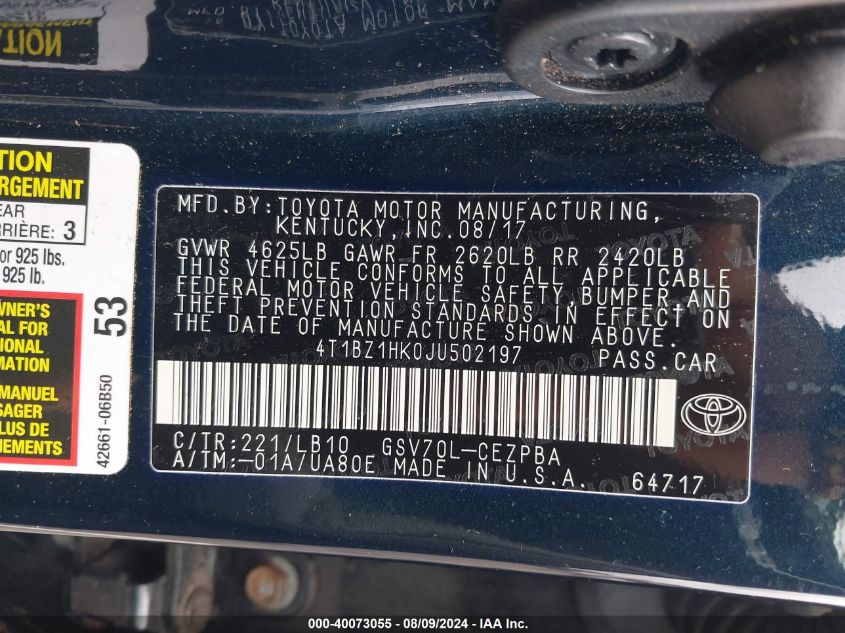 TION
RGEMENT
EAR
RRIÈRE: 3
or 925 lbs.
925 lb.
WNER'S
AL FOR
IONAL
MATION
MANUEL
SAGER
LUS DE
NEMENTS
53
42661-06B50
MFD.BY:TOYOTA MOTOR MANUFACTURING,
KENTUCKY, INC.08/17
GVWR 4625LB GAWR FR 2620LB RR 2420LB
THIS VEHICLE CONFORMS TO ALL APPLICABLE
FEDERAL MOTOR VEHICLE SAFETY, BUMPER AND
THEFT PREVENTION STANDARDS IN EFFECT ON
THE DATE OF MANUFACTURE SHOWN ABOVE.
4T1BZ1HK0JU502197 PASS.CAR
C/TR:221/LB10 GSV70L-CEZPBA
A/TM:-01A/UA80E MADE IN U.S.A. 64717
000-40073055 - 08/09/2024 - IAA Inc.